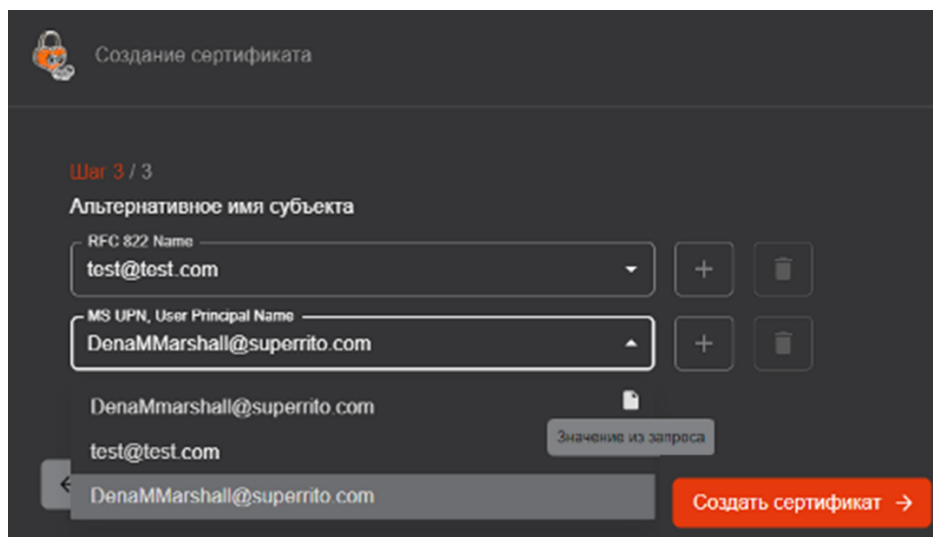 Создание сертификата
Шаг 3 / 3
Альтернативное имя субъекта
RFC 822 Name
test@test.com
MS UPN, User Principal Name
DenaMMarshall@superrito.com
DenaMmarshall@superrito.com
Значение из запроса
test@test.com
DenaMMarshall@superrito.com
Создать сертификат →